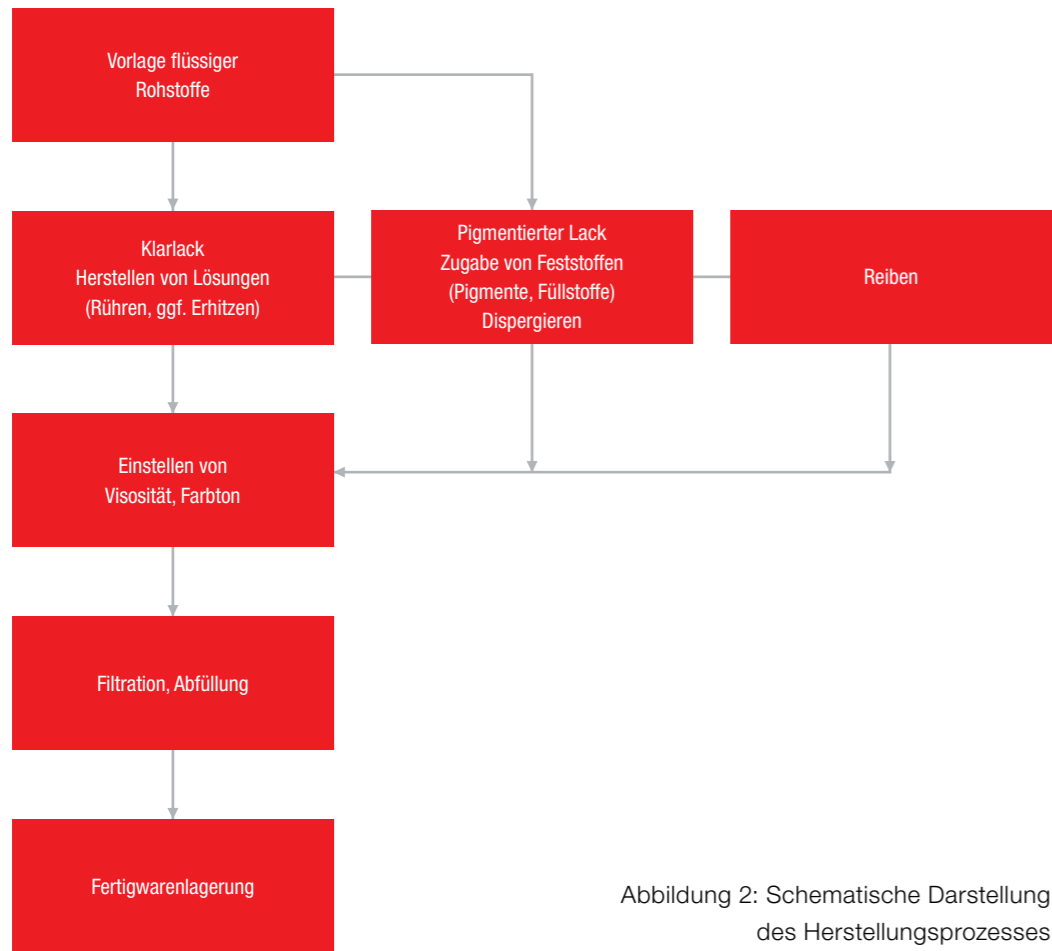 Vorlage flüssiger
Rohstoffe
Klarlack
Herstellen von Lösungen
(Rühren, ggf. Erhitzen)
Pigmentierter Lack
Zugabe von Feststoffen
(Pigmente, Füllstoffe)
Dispergieren
Reiben
Einstellen von
Visosität, Farbton
Filtration, Abfüllung
Fertigwarenlagerung
Abbildung 2: Schematische Darstellung
des Herstellungsprozesses